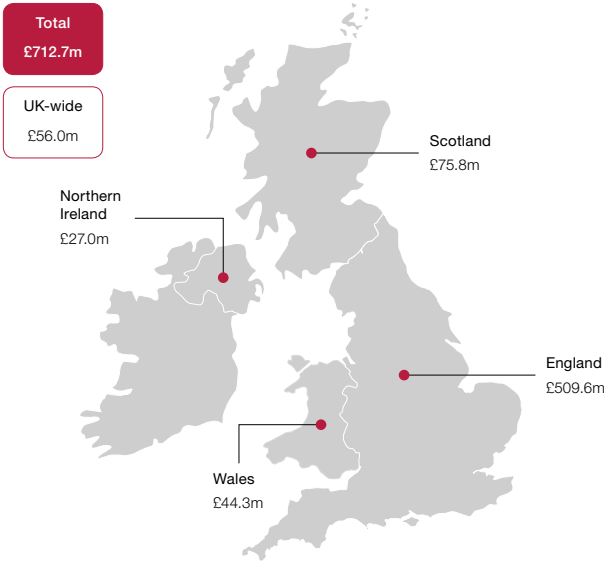 Total
£712.7m
UK-wide
£56.0m
Scotland
£75.8m
Northern
Ireland
£27.0m
England
£509.6m
Wales
£44.3m